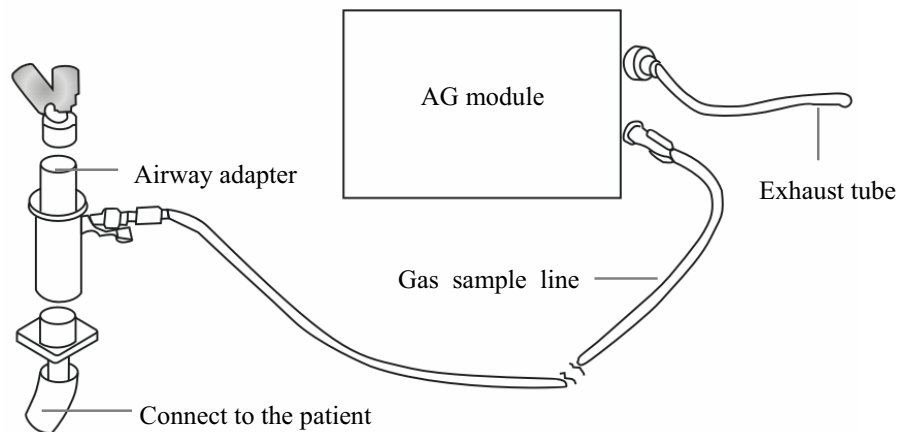 AG module
Airway adapter
Exhaust tube
Gas sample line
Connect to the patient